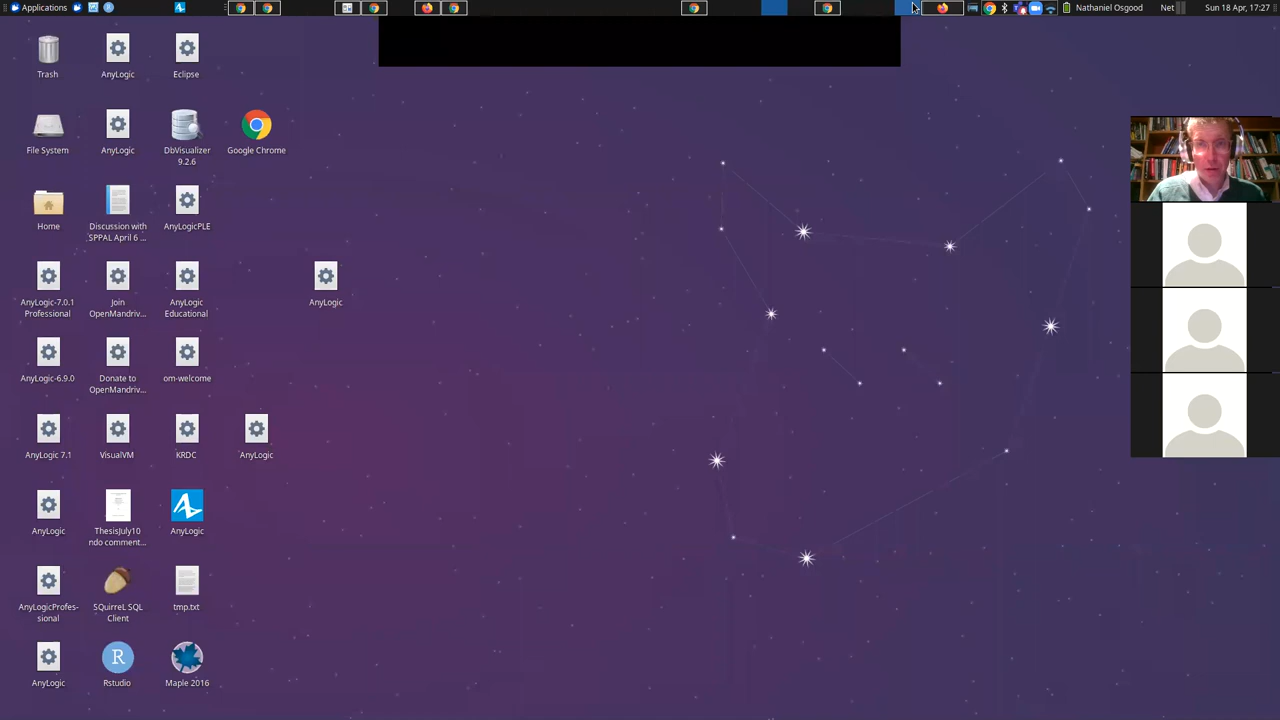 Applications
Nathaniel Osgood
Net
Sun 18 Apr, 17:27
Trash
AnyLogic
Eclipse
File System
AnyLogic
DbVisualizer
9.2.6
Google Chrome
Home
Discussion with
SPPAL April 6 ...
AnyLogicPLE
AnyLogic-7.0.1
Professional
Join
OpenMandriv...
AnyLogic
Educational
AnyLogic
AnyLogic-6.9.0
Donate to
OpenMandriv...
om-welcome
AnyLogic 7.1
VisualVM
KRDC
AnyLogic
AnyLogic
ThesisJuly10
ndo comment...
AnyLogic
AnyLogicProfes-
sional
SQuirreL SQL
Client
tmp.txt
AnyLogic
R
Rstudio
Maple 2016